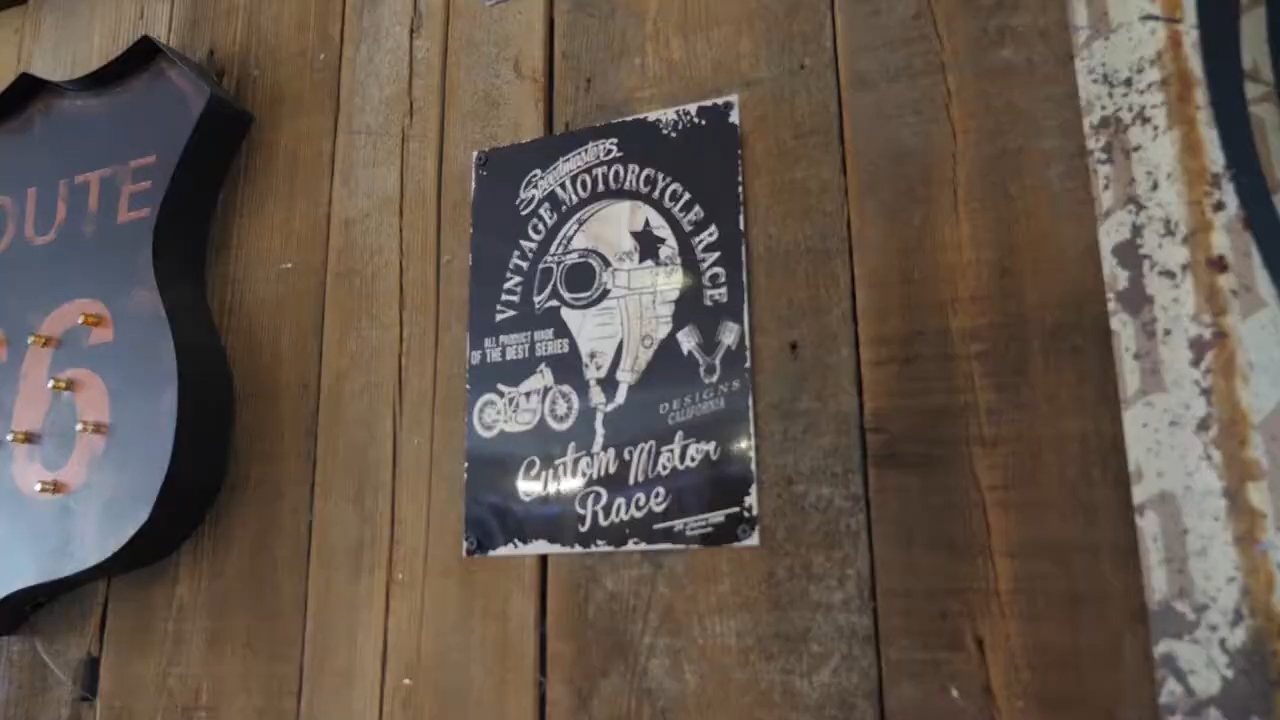 OUTE
6
Speedmasters
VINTAGE MOTORCYCLE RACE
ALL PRODUCT MADE
OF THE BEST SERIES
DESIGNS
CALIFORNIA
Custom Motor
Race